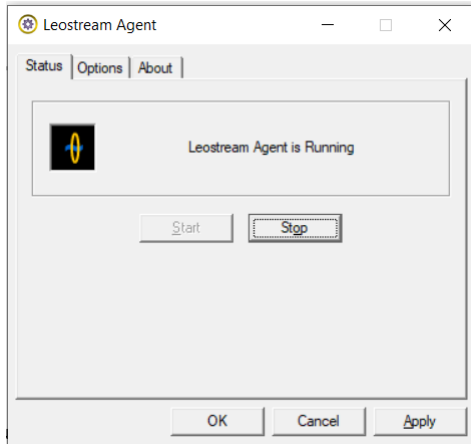 Leostream Agent
Status Options About
Leostream Agent is Running
Start Stop
OK Cancel Apply